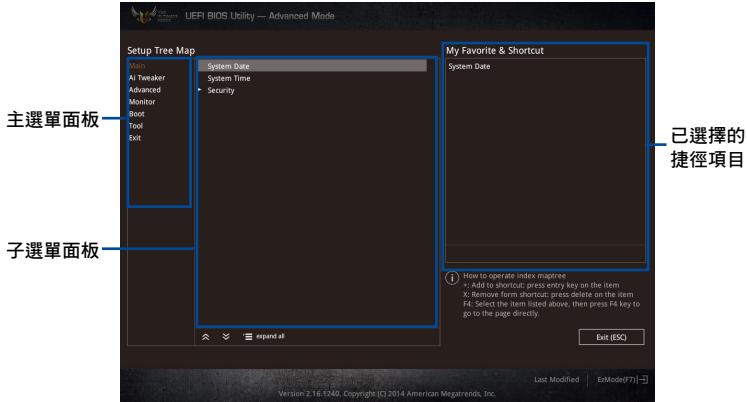 THE ULTIMATE FORCE
UEFI BIOS Utility — Advanced Mode
Setup Tree Map
Main
Ai Tweaker
Advanced
Monitor
Boot
Tool
Exit
System Date
System Time
Security
expand all
My Favorite & Shortcut
System Date
How to operate index maptree
+: Add to shortcut: press entry key on the item
X: Remove form shortcut: press delete on the item
F4: Select the item listed above, then press F4 key to
go to the page directly.
Exit (ESC)
Last Modified
EzMode(F7)
Version 2.16.1240. Copyright (C) 2014 American Megatrends, Inc.
主選單面板
子選單面板
已選擇的
捷徑項目